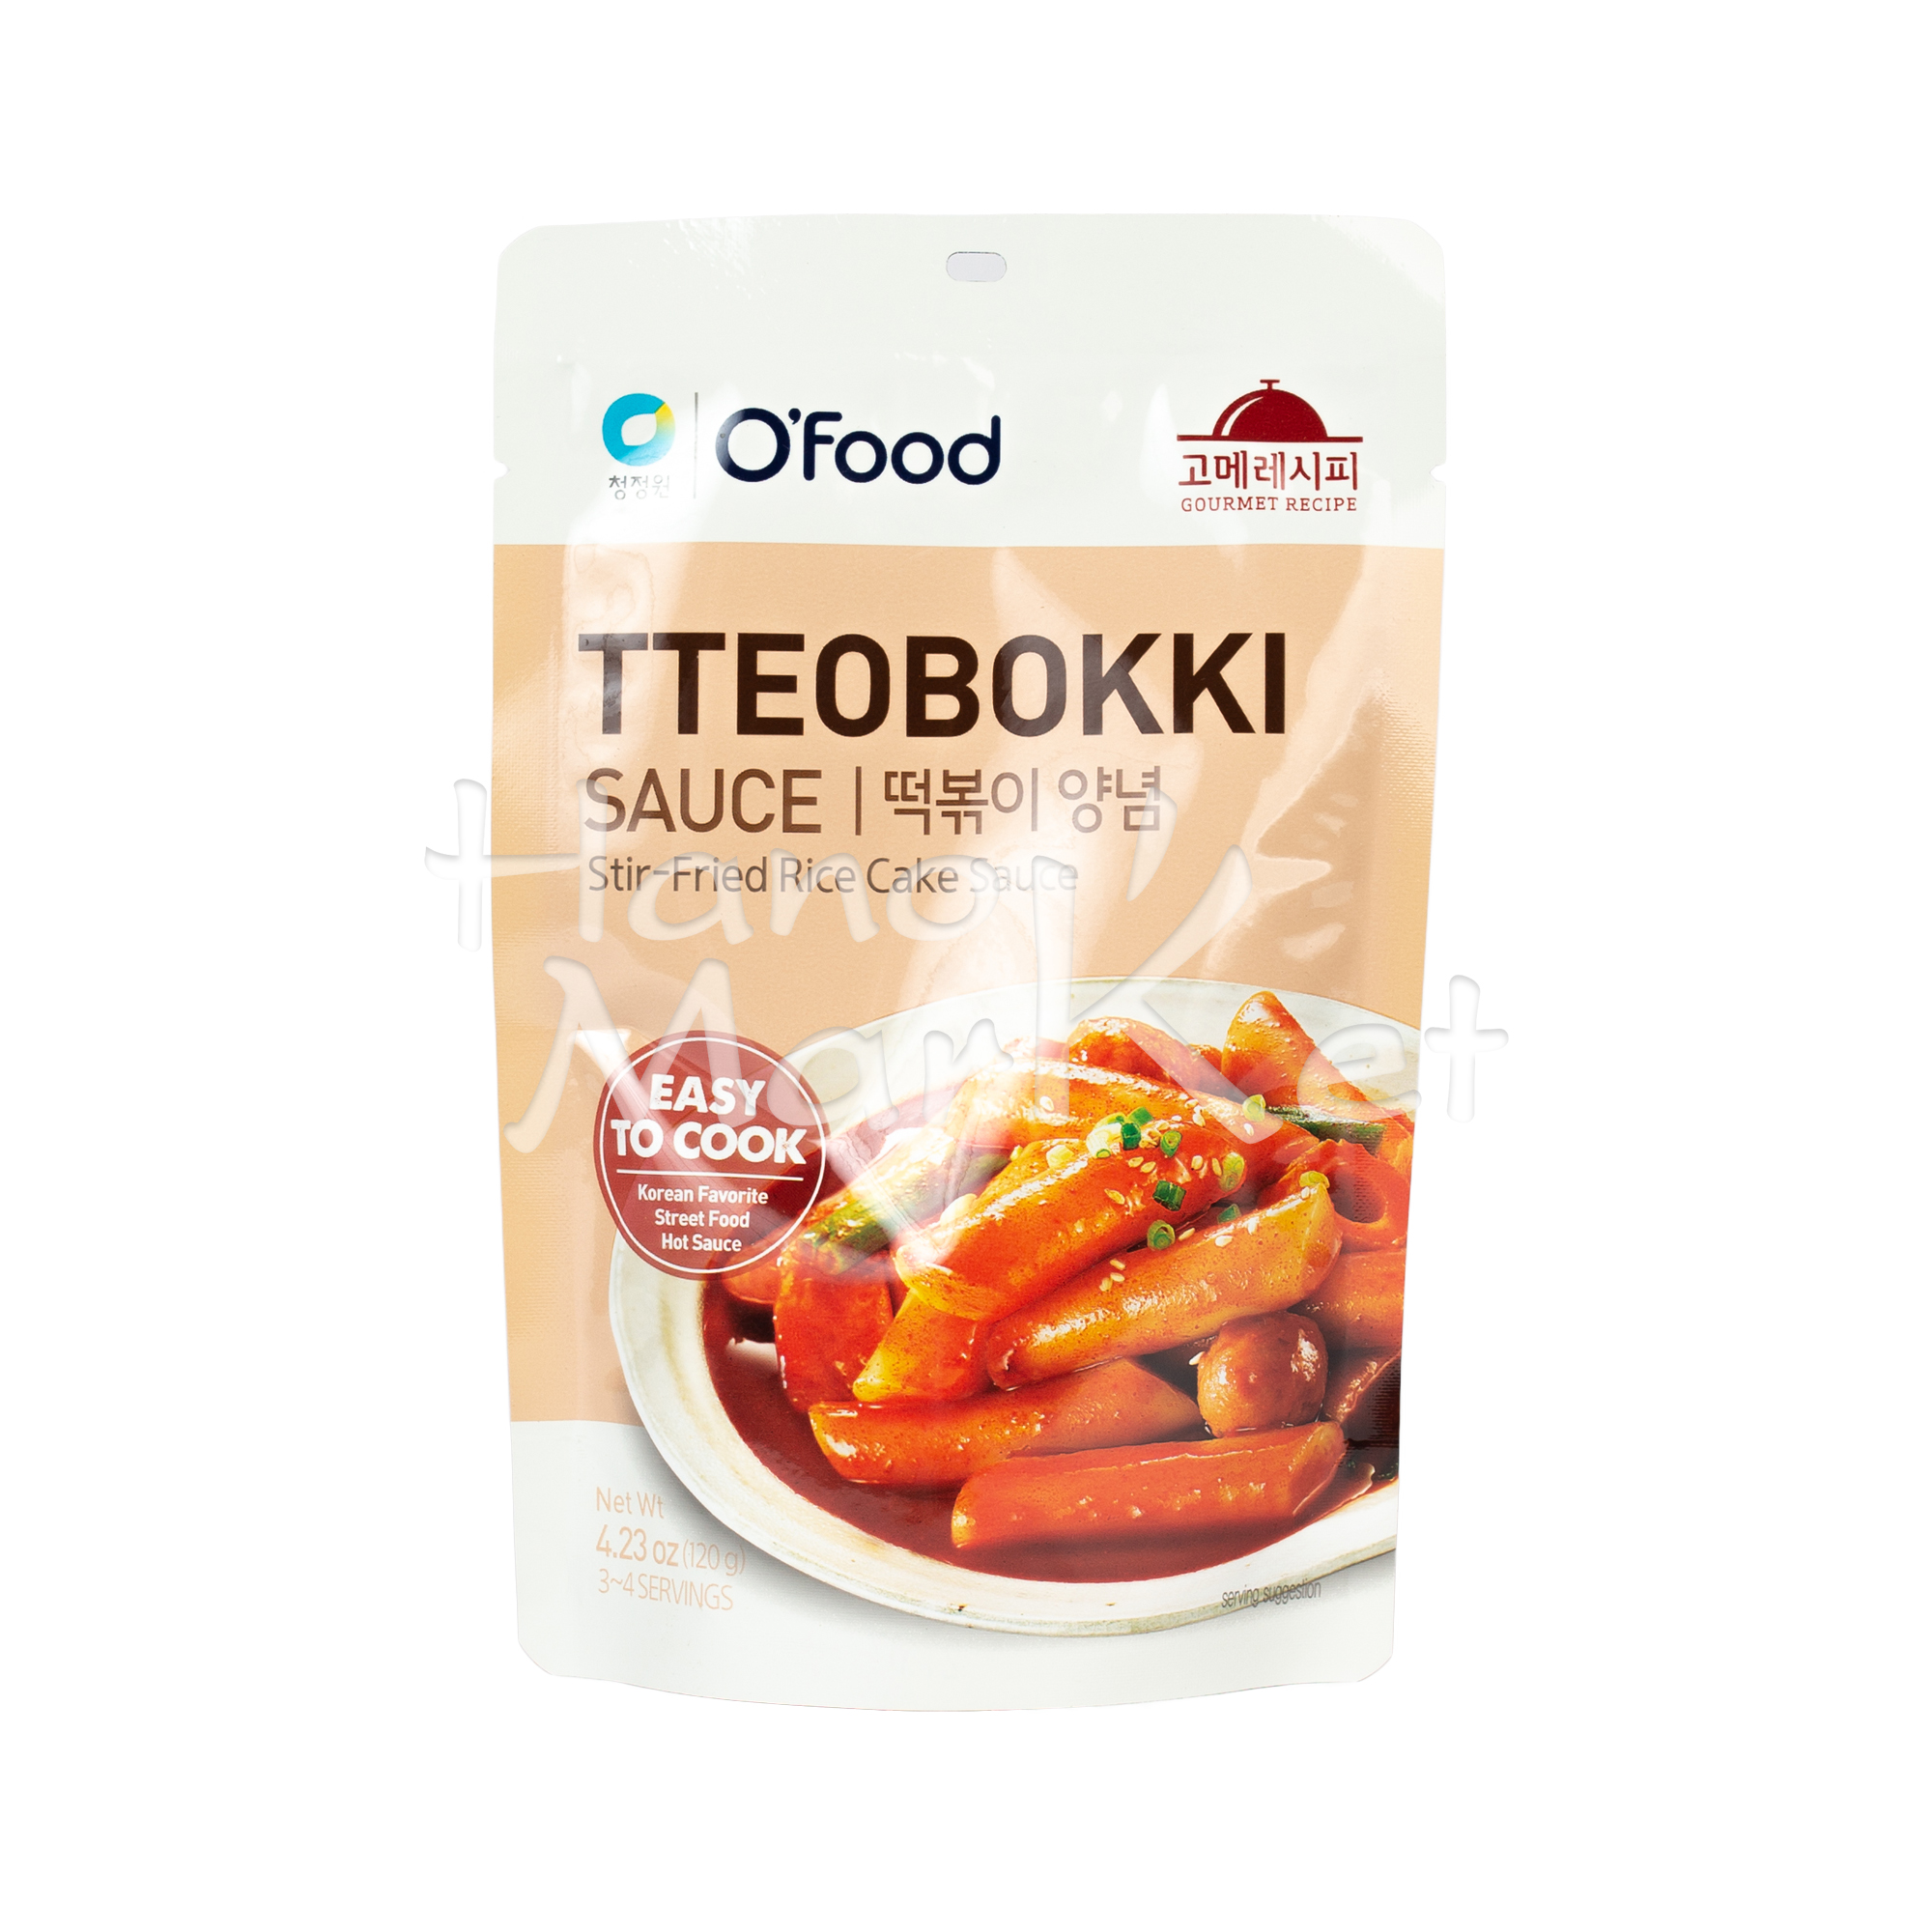 청정원
O'Food
고메레시피
GOURMET RECIPE
TTEOBOKKI
SAUCE | 떡볶이 양념
Stir-Fried Rice Cake Sauce
Hanor
Market
EASY
TO COOK
Korean Favorite
Street Food
Hot Sauce
Net Wt
4.23 oz (120 g)
3~4 SERVINGS
serving suggestion